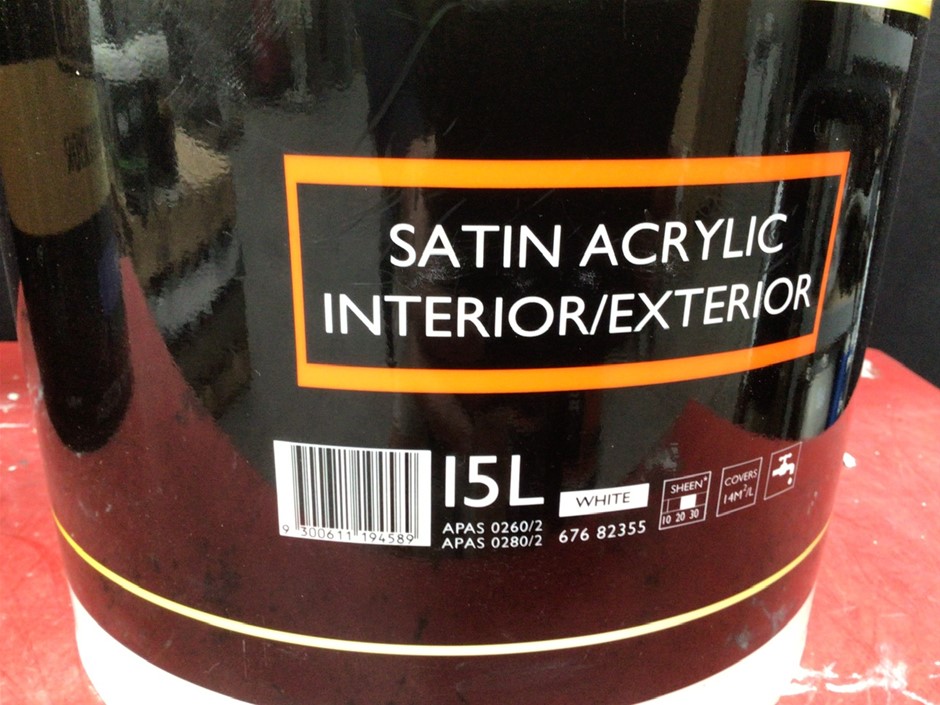 SATIN ACRYLIC
INTERIOR/EXTERIOR
15L
WHITE
SHEEN*
10 20 30
COVERS
14M²/L
APAS 0260/2
APAS 0280/2
676 82355
9 300611 194589